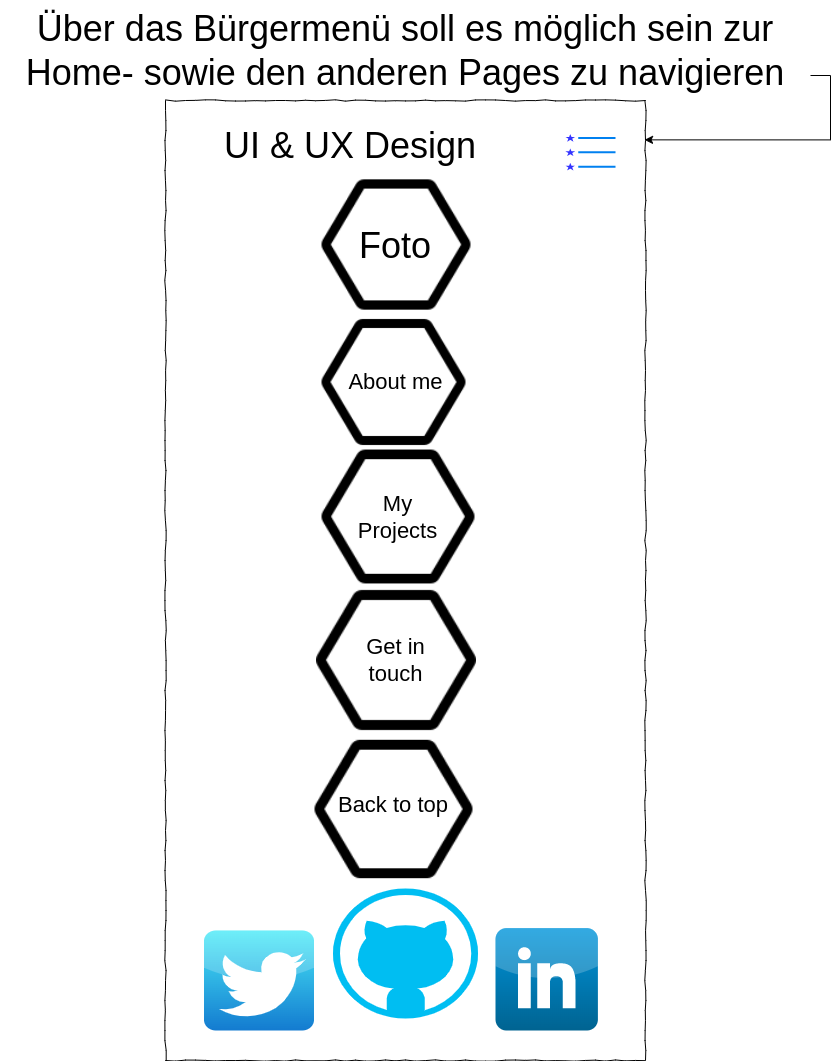 Über das Bürgermenü soll es möglich sein zur
Home- sowie den anderen Pages zu navigieren
UI & UX Design
Foto
About me
My
Projects
Get in
touch
Back to top
in